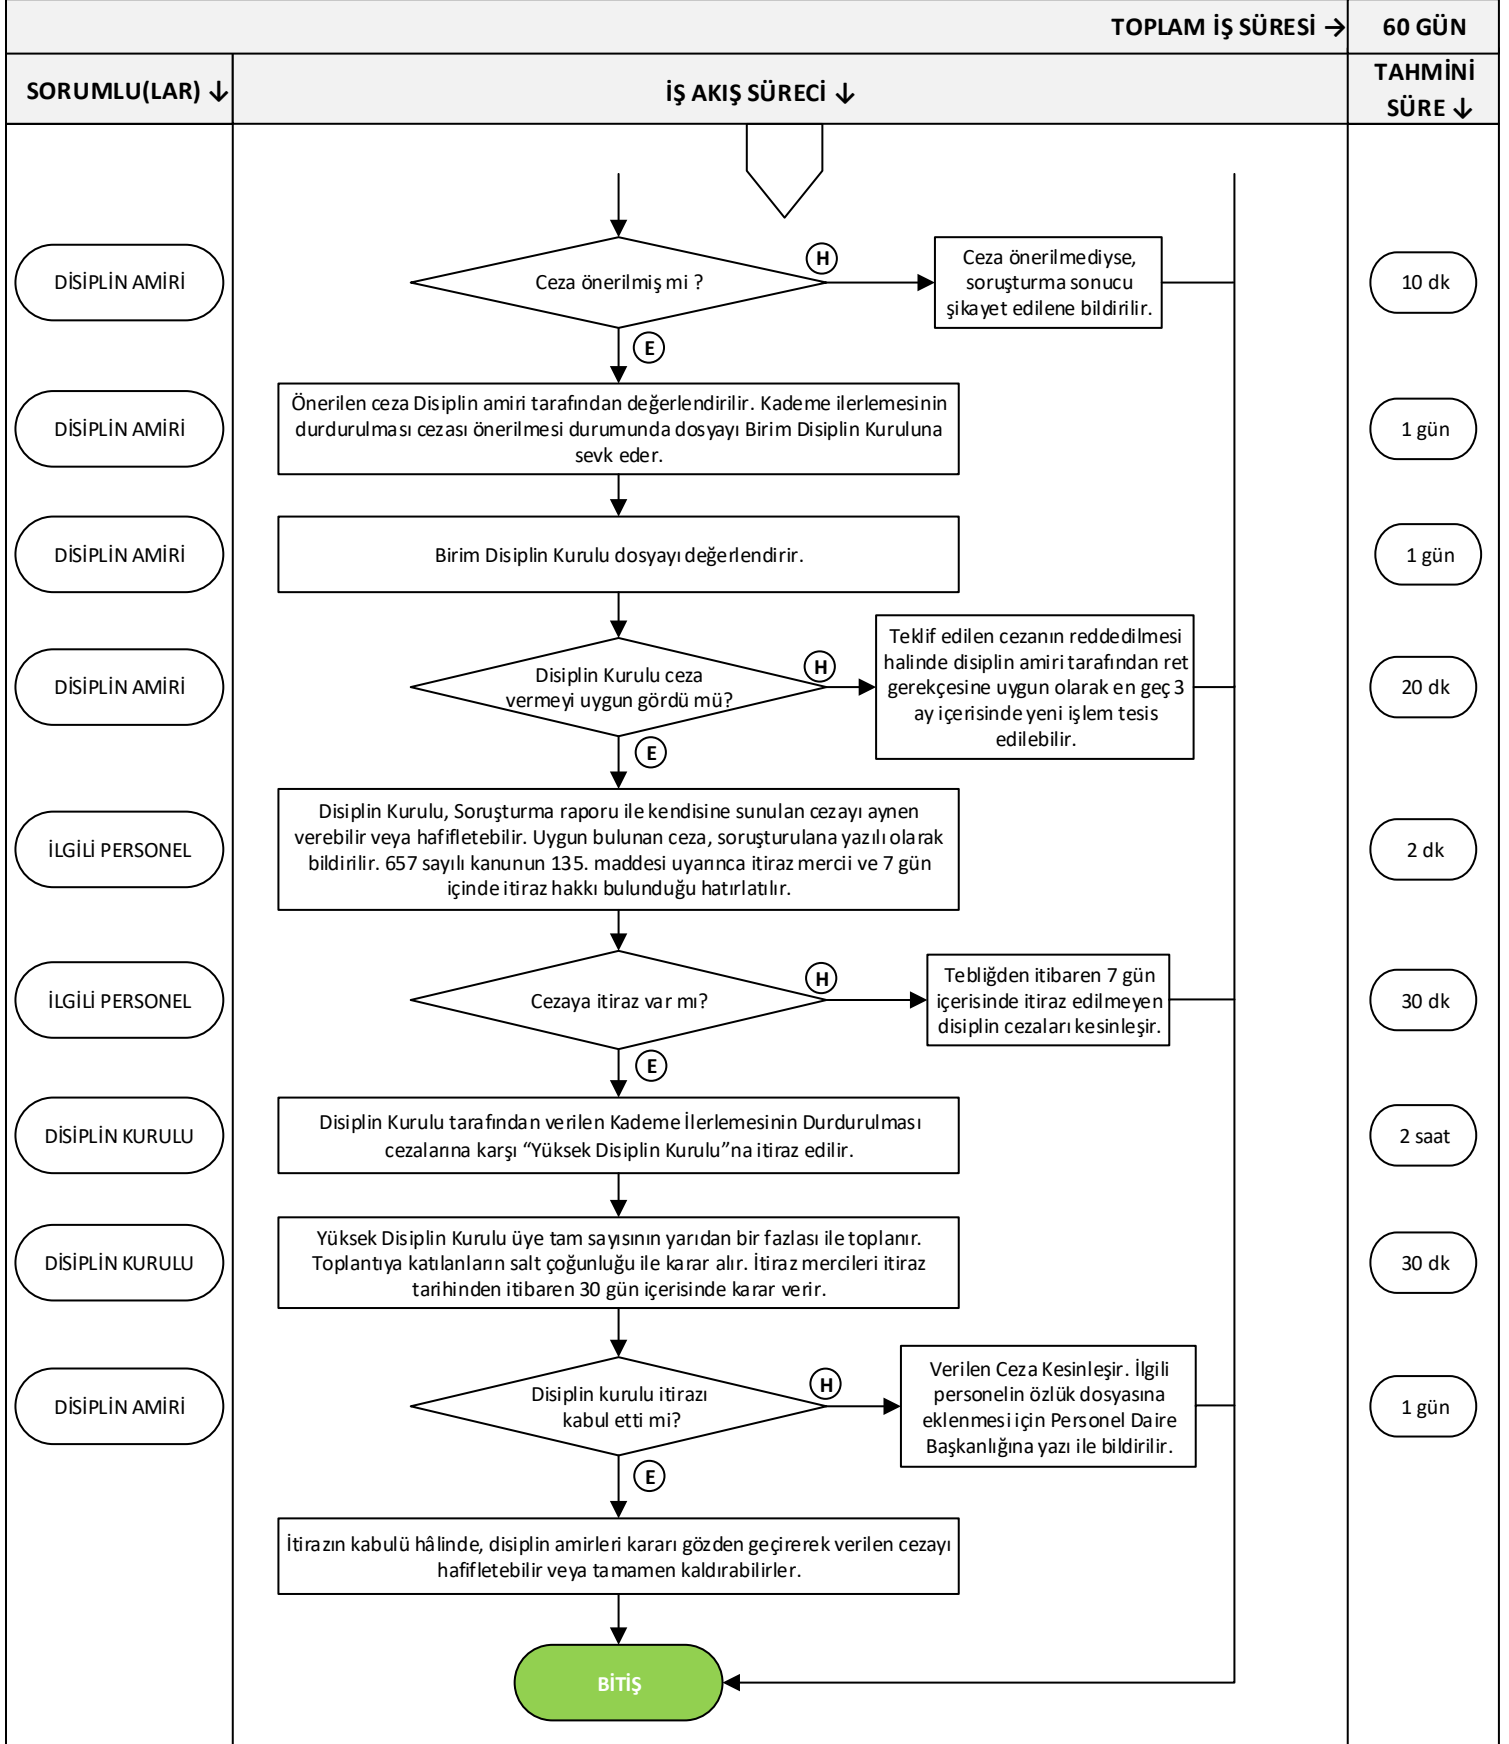 TOPLAM İŞ SÜRESİ → 60 GÜN
SORUMLU(LAR) ↓
İŞ AKIŞ SÜRECİ ↓
TAHMİNİ
SÜRE ↓
DİSİPLİN AMİRİ
Ceza önerilmiş mi ?
H
Ceza önerilmediyse,
soruşturma sonucu
şikayet edilene bildirilir.
10 dk
E
DİSİPLİN AMİRİ
Önerilen ceza Disiplin amiri tarafından değerlendirilir. Kademe ilerlemesinin
durdurulması cezası önerilmesi durumunda dosyayı Birim Disiplin Kuruluna
sevk eder.
1 gün
DİSİPLİN AMİRİ
Birim Disiplin Kurulu dosyayı değerlendirir.
1 gün
DİSİPLİN AMİRİ
Disiplin Kurulu ceza
vermeyi uygun gördü mü?
H
Teklif edilen cezanın reddedilmesi
halinde disiplin amiri tarafından ret
gerekçesine uygun olarak en geç 3
ay içerisinde yeni işlem tesis
edilebilir.
20 dk
E
İLGİLİ PERSONEL
Disiplin Kurulu, Soruşturma raporu ile kendisine sunulan cezayı aynen
verebilir veya hafifletebilir. Uygun bulunan ceza, soruşturulana yazılı olarak
bildirilir. 657 sayılı kanunun 135. maddesi uyarınca itiraz mercii ve 7 gün
içinde itiraz hakkı bulunduğu hatırlatılır.
2 dk
İLGİLİ PERSONEL
Cezaya itiraz var mı?
H
Tebliğden itibaren 7 gün
içerisinde itiraz edilmeyen
disiplin cezaları kesinleşir.
30 dk
E
DİSİPLİN KURULU
Disiplin Kurulu tarafından verilen Kademe İlerlemesinin Durdurulması
cezalarına karşı “Yüksek Disiplin Kurulu”na itiraz edilir.
2 saat
DİSİPLİN KURULU
Yüksek Disiplin Kurulu üye tam sayısının yarıdan bir fazlası ile toplanır.
Toplantıya katılanların salt çoğunluğu ile karar alır. İtiraz mercileri itiraz
tarihinden itibaren 30 gün içerisinde karar verir.
30 dk
DİSİPLİN AMİRİ
Disiplin kurulu itirazı
kabul etti mi?
H
Verilen Ceza Kesinleşir. İlgili
personelin özlük dosyasına
eklenmesi için Personel Daire
Başkanlığına yazı ile bildirilir.
1 gün
E
İtirazın kabulü hâlinde, disiplin amirleri kararı gözden geçirerek verilen cezayı
hafifletebilir veya tamamen kaldırabilirler.
BİTİŞ